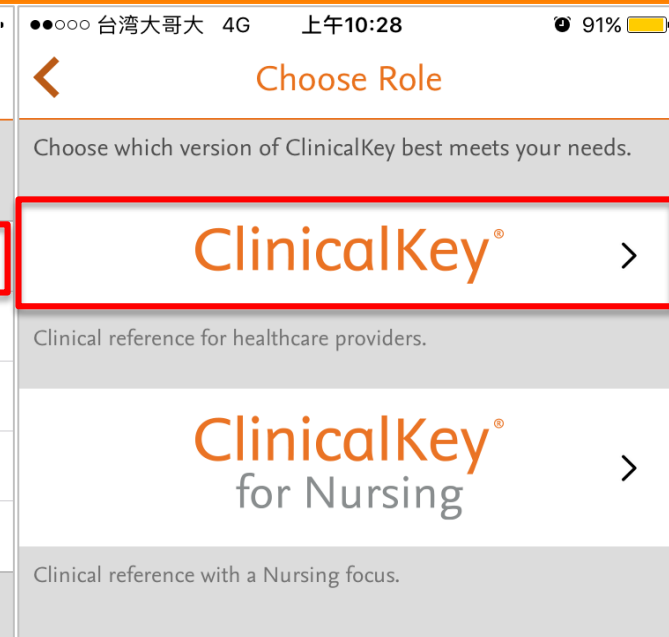 台湾大哥大 4G 上午10:28 91%
Choose Role
Choose which version of ClinicalKey best meets your needs.
ClinicalKey®
Clinical reference for healthcare providers.
ClinicalKey®
for Nursing
Clinical reference with a Nursing focus.